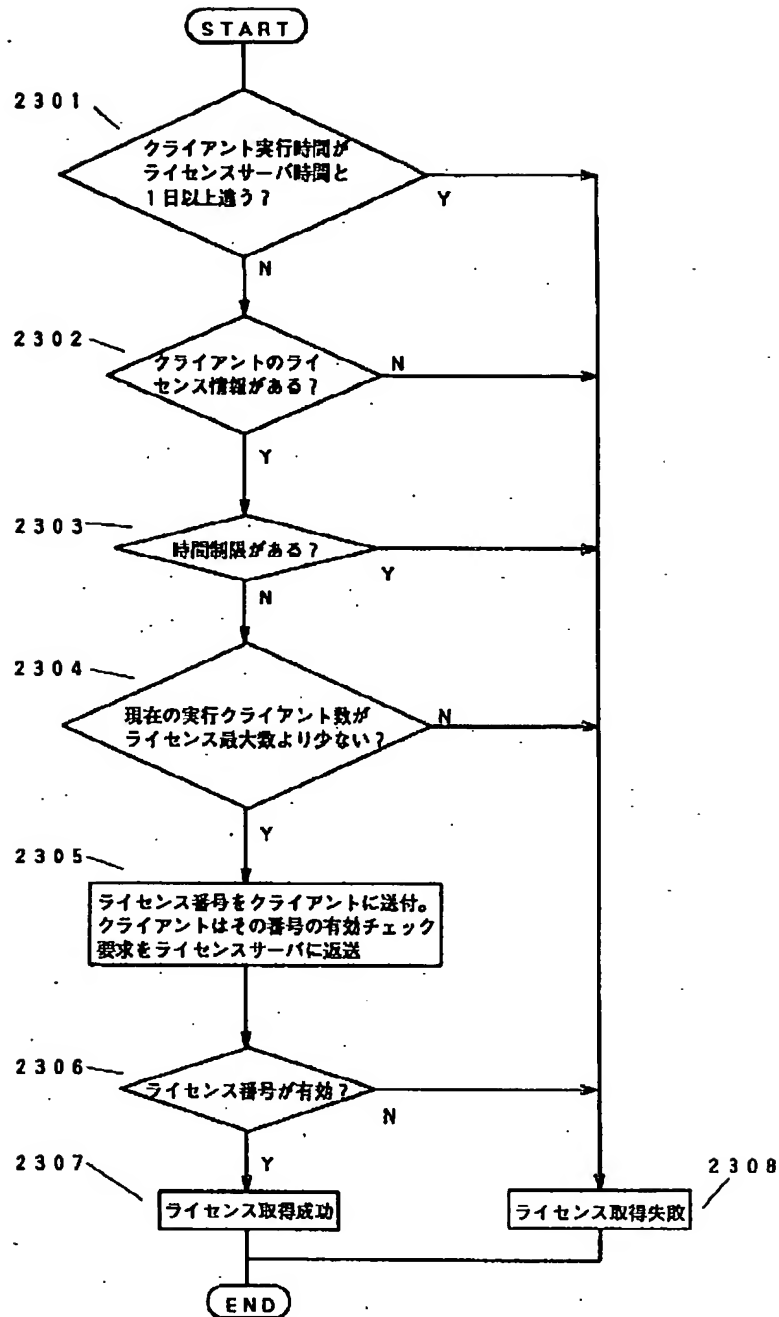 START
2301
クライアント実行時間が
ライセンスサーバ時間と
1日以上違う?
Y
N
2302
クライアントのライ
センス情報がある?
N
Y
2303
時間制限がある?
Y
N
2304
現在の実行クライアント数が
ライセンス最大数より少ない?
N
Y
2305
ライセンス番号をクライアントに送付。
クライアントはその番号の有効チェック
要求をライセンスサーバに返送
2306
ライセンス番号が有効?
N
Y
2307
ライセンス取得成功
2308
ライセンス取得失敗
END